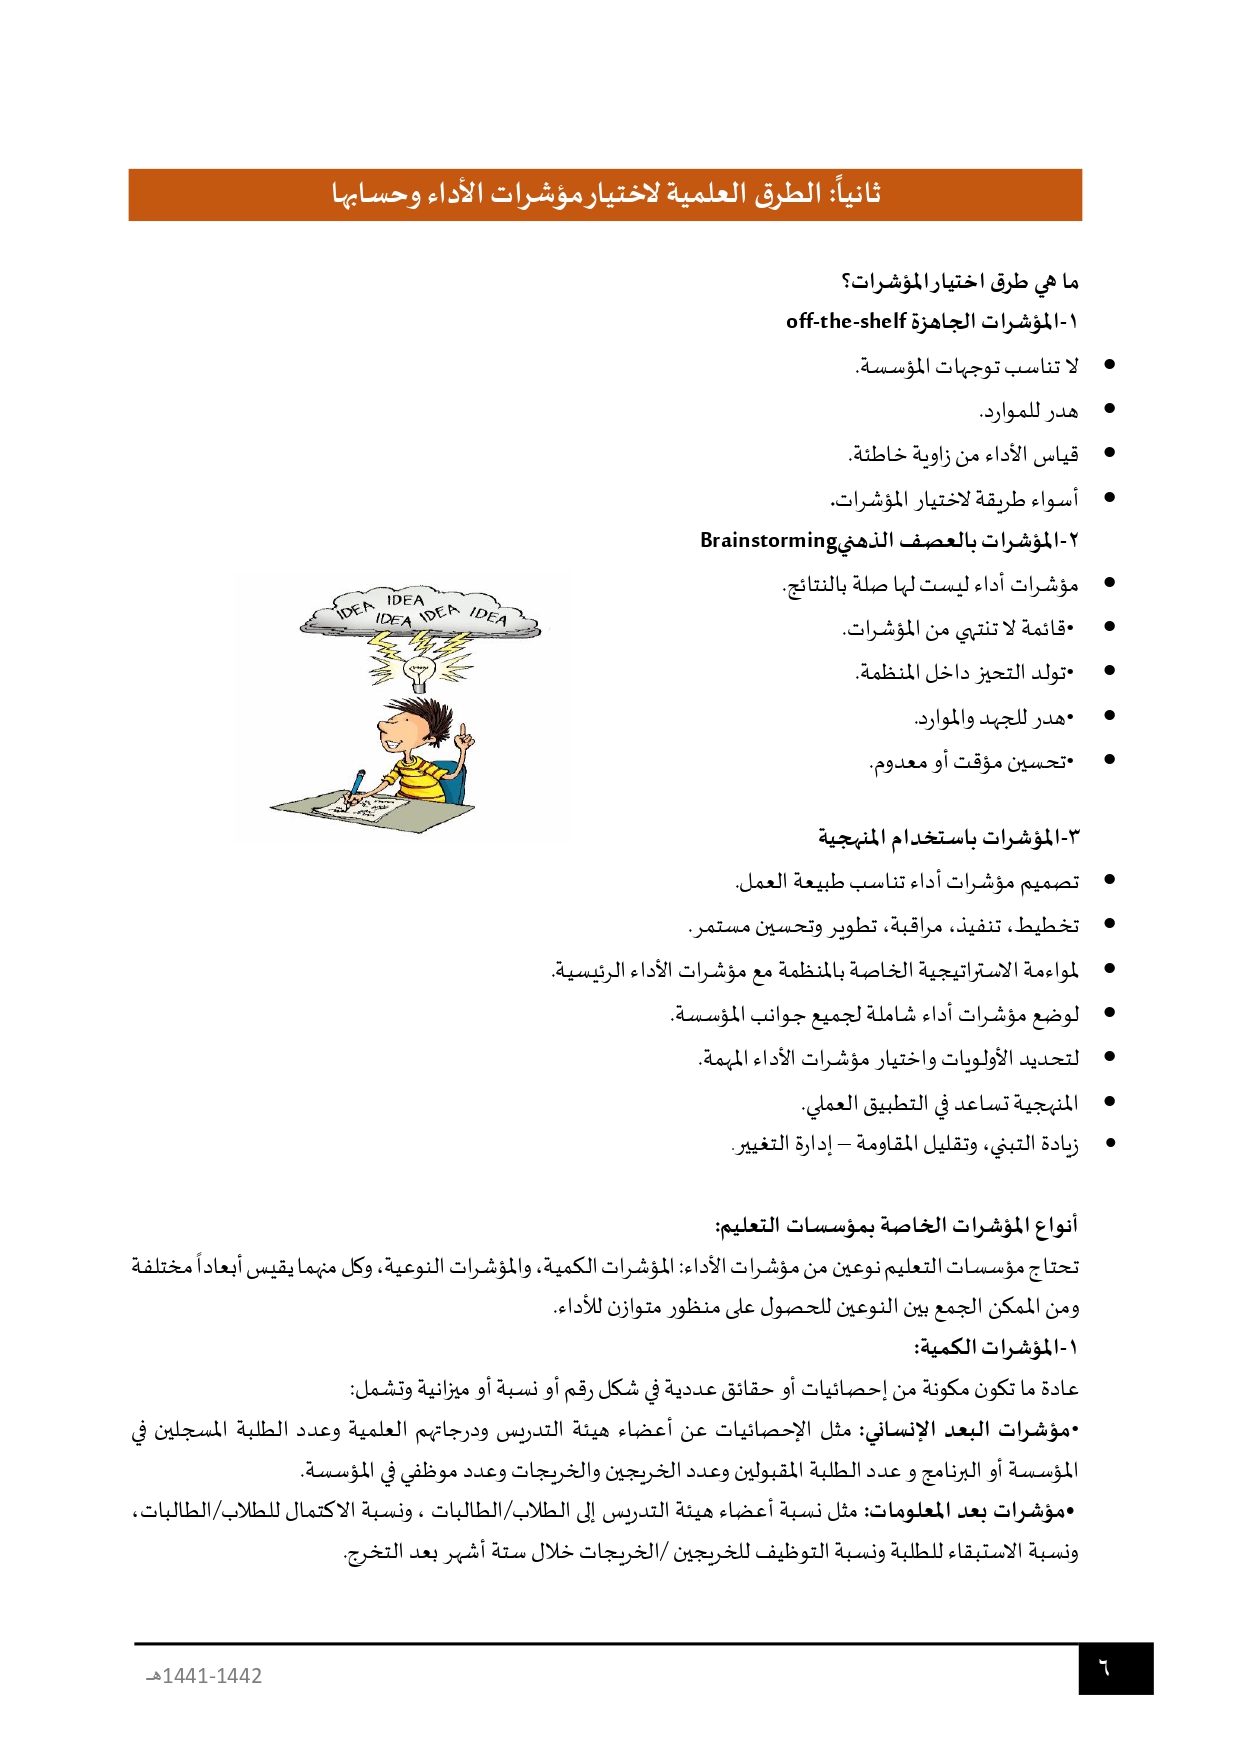 ثانياً: الطرق العلمية لاختيار مؤشرات الأداء وحسابها
ما هي طرق اختيار المؤشرات؟
١-المؤشرات الجاهزة off-the-shelf
• لا تناسب توجهات المؤسسة.
• هدر للموارد.
• قياس الأداء من زاوية خاطئة.
• أسواء طريقة لاختيار المؤشرات.
٢-المؤشرات بالعصف الذهنيBrainstorming
• مؤشرات أداء ليست لها صلة بالنتائج.
• •قائمة لا تنتهي من المؤشرات.
• •تولد التحيز داخل المنظمة.
• •هدر للجهد والموارد.
• •تحسين مؤقت أو معدوم.
IDEA IDEA
IDEA IDEA IDEA
٣-المؤشرات باستخدام المنهجية
• تصميم مؤشرات أداء تناسب طبيعة العمل.
• تخطيط، تنفيذ، مراقبة، تطوير وتحسين مستمر.
• لمواءمة الاستراتيجية الخاصة بالمنظمة مع مؤشرات الأداء الرئيسية.
• لوضع مؤشرات أداء شاملة لجميع جوانب المؤسسة.
• لتحديد الأولويات واختيار مؤشرات الأداء المهمة.
• المنهجية تساعد في التطبيق العملي.
• زيادة التبني، وتقليل المقاومة – إدارة التغيير.
أنواع المؤشرات الخاصة بمؤسسات التعليم:
تحتاج مؤسسات التعليم نوعين من مؤشرات الأداء: المؤشرات الكمية، والمؤشرات النوعية، وكل منهما يقيس أبعاداً مختلفة
ومن الممكن الجمع بين النوعين للحصول على منظور متوازن للأداء.
١-المؤشرات الكمية:
عادة ما تكون مكونة من إحصائيات أو حقائق عددية في شكل رقم أو نسبة أو ميزانية وتشمل:
•مؤشرات البعد الإنساني: مثل الإحصائيات عن أعضاء هيئة التدريس ودرجاتهم العلمية وعدد الطلبة المسجلين في
المؤسسة أو البرنامج و عدد الطلبة المقبولين وعدد الخريجين والخريجات وعدد موظفي في المؤسسة.
•مؤشرات بعد المعلومات: مثل نسبة أعضاء هيئة التدريس إلى الطلاب/الطالبات ، ونسبة الاكتمال للطلاب/الطالبات،
ونسبة الاستبقاء للطلبة ونسبة التوظيف للخريجين /الخريجات خلال ستة أشهر بعد التخرج.
٦
1441-1442هـ